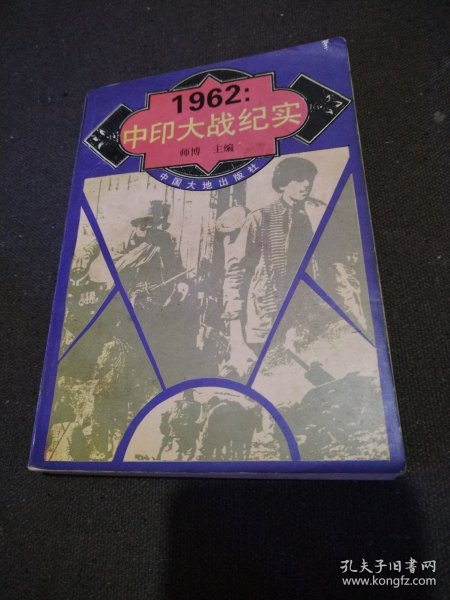 1962:
中印大战纪实
师博 主编
中国大地出版社
孔夫子旧书网
www.kongfz.com